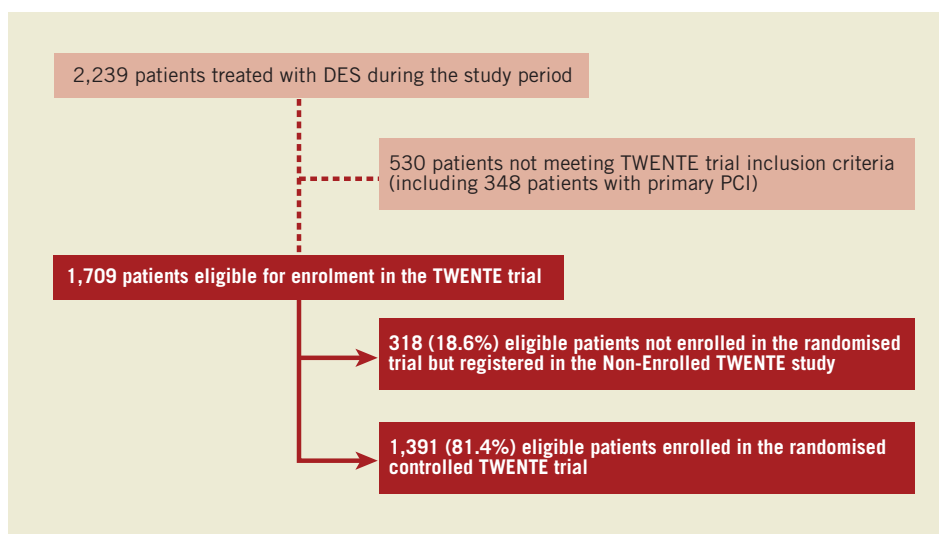 2,239 patients treated with DES during the study period
530 patients not meeting TWENTE trial inclusion criteria
(including 348 patients with primary PCI)
1,709 patients eligible for enrolment in the TWENTE trial
318 (18.6%) eligible patients not enrolled in the randomised
trial but registered in the Non-Enrolled TWENTE study
1,391 (81.4%) eligible patients enrolled in the randomised
controlled TWENTE trial